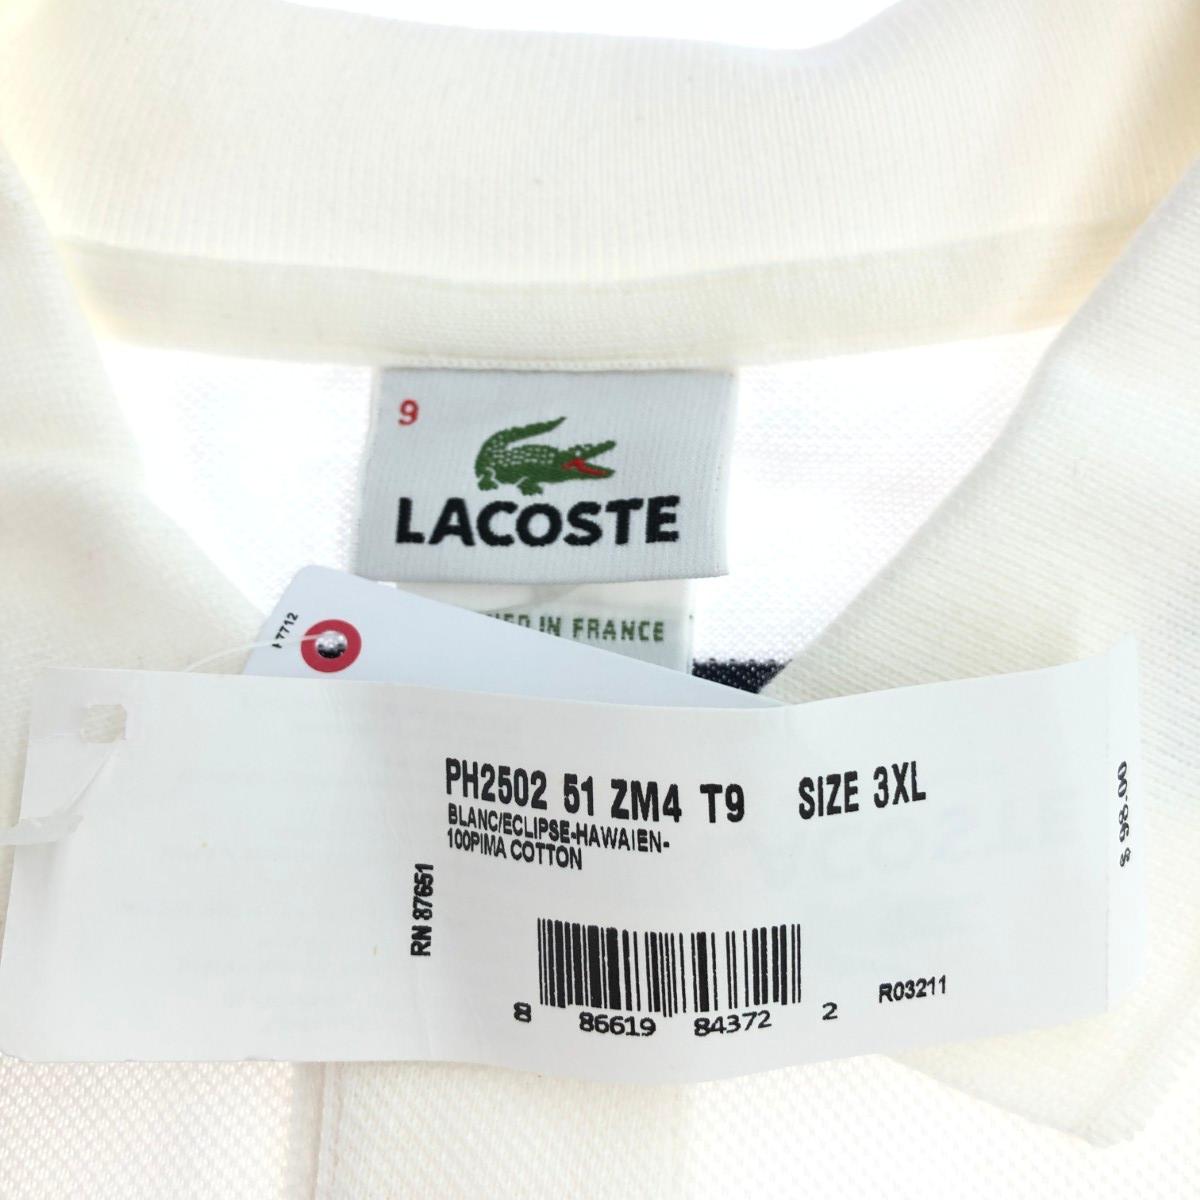 9
LACOSTE
IN FRANCE
PH2502 51 ZM4 T9 SIZE 3XL
BLANC/ECLIPSE-HAWAIEN-
100PIMA COTTON
RN 87651
$ 98.00
8 86619 84372 2
R03211